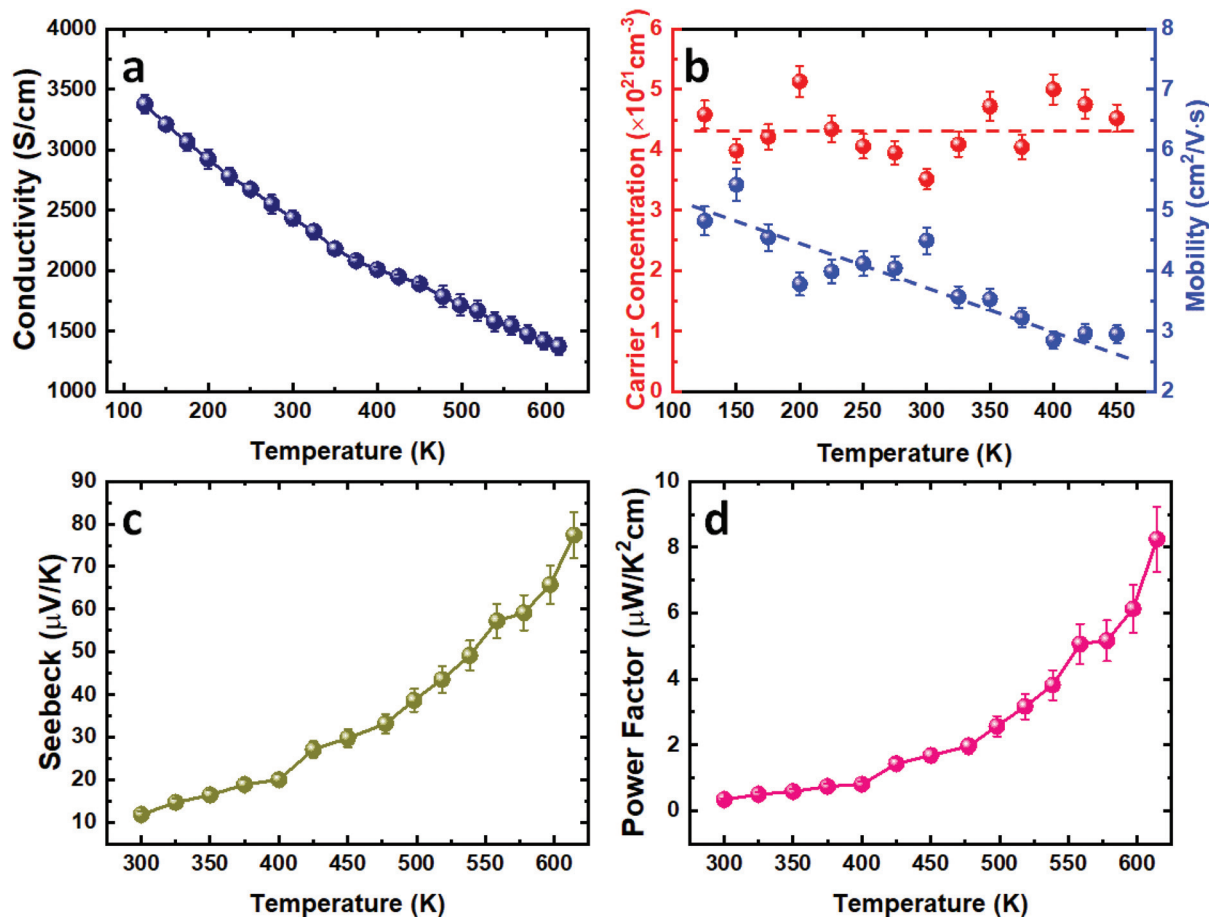 a
Conductivity (S/cm)
4000
3500
3000
2500
2000
1500
1000
100 200 300 400 500 600
Temperature (K)
b
Carrier Concentration (×10²¹cm⁻³)
6
5
4
3
2
1
0
Mobility (cm²/V·s)
8
7
6
5
4
3
2
100 150 200 250 300 350 400 450
Temperature (K)
c
Seebeck (μV/K)
90
80
70
60
50
40
30
20
10
300 350 400 450 500 550 600
Temperature (K)
d
Power Factor (μW/K²cm)
10
8
6
4
2
0
300 350 400 450 500 550 600
Temperature (K)